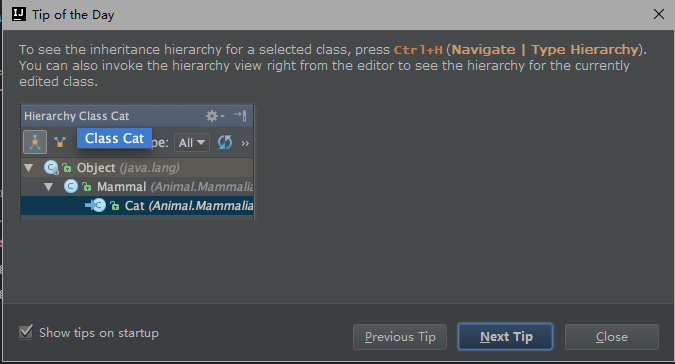 IJ Tip of the Day
To see the inheritance hierarchy for a selected class, press Ctrl+H (Navigate | Type Hierarchy).
You can also invoke the hierarchy view right from the editor to see the hierarchy for the currently
edited class.
Hierarchy Class Cat
Class Cat pe: All »
Object (java.lang)
Mammal (Animal.Mammalia
Cat (Animal.Mammalia
Show tips on startup
Previous Tip Next Tip Close